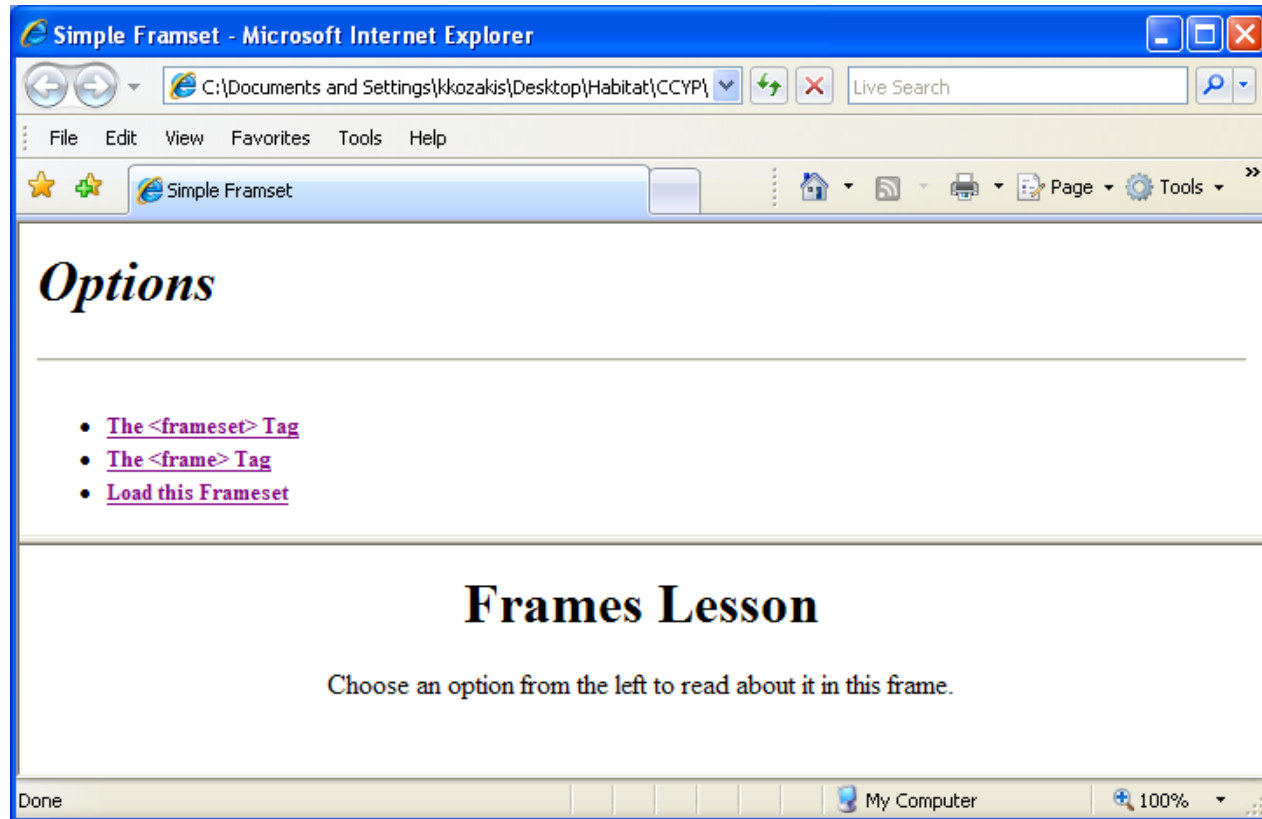 Simple Framset - Microsoft Internet Explorer
C:\Documents and Settings\kkozakis\Desktop\Habitat\CCYP\
Live Search
File Edit View Favorites Tools Help
Simple Framset
Page Tools »
Options
• The <frameset> Tag
• The <frame> Tag
• Load this Frameset
Frames Lesson
Choose an option from the left to read about it in this frame.
Done My Computer 100%